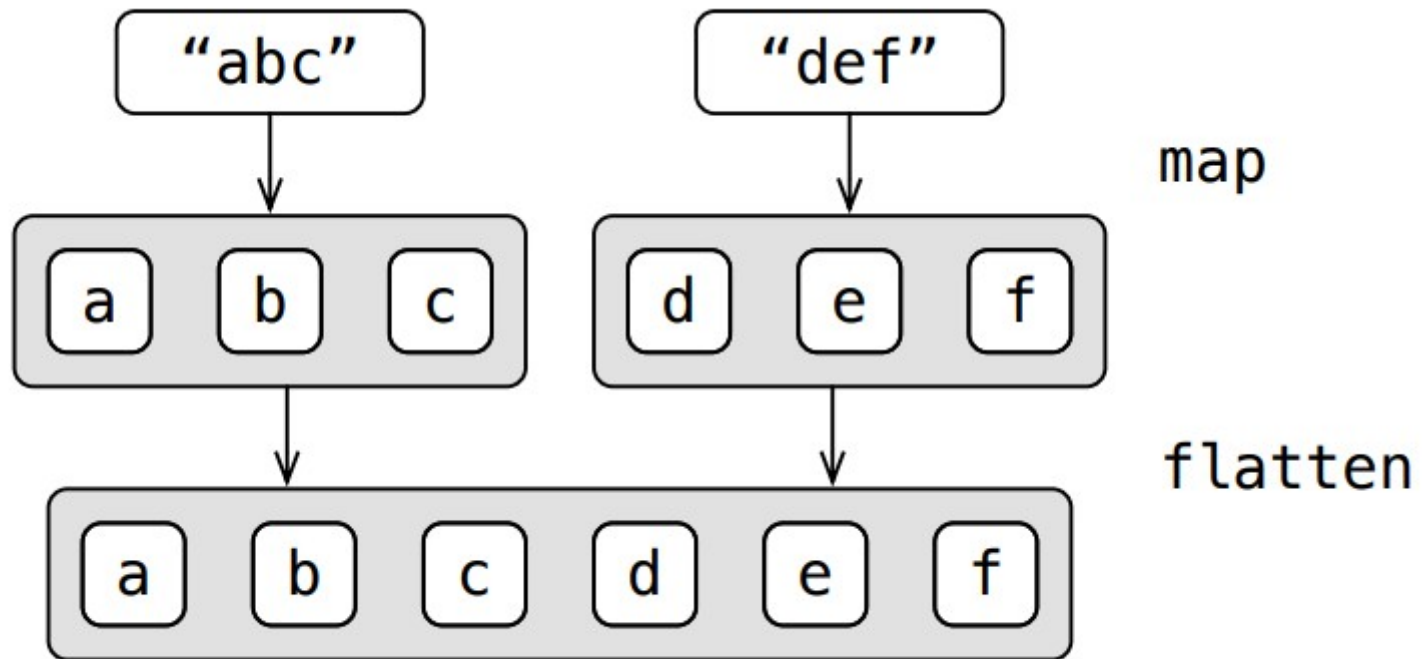 “abc” “def”
map
a b c d e f
flatten
a b c d e f